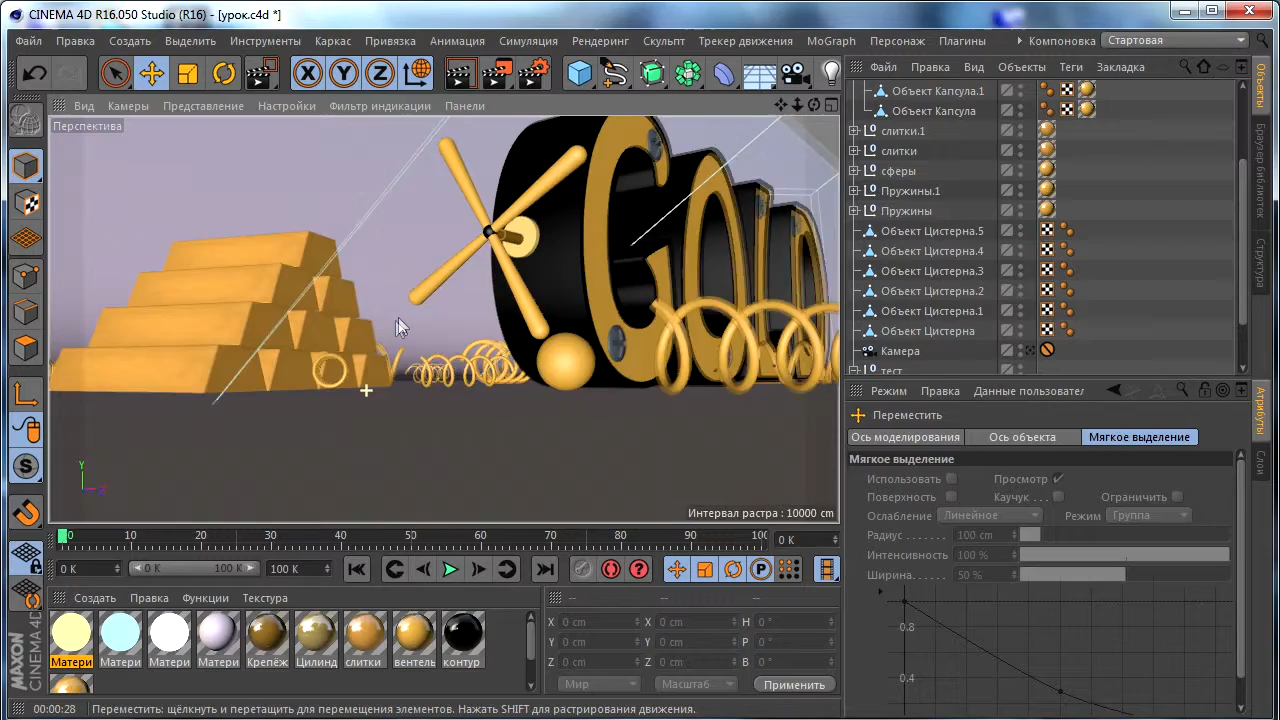 CINEMA 4D R16.050 Studio (R16) - [урок.c4d *]
Файл Правка Создать Выделить Инструменты Каркас Привязка Анимация Симуляция Рендеринг Скульпт Трекер движения MoGraph Персонаж Плагины Компоновка Стартовая
X Y Z
Вид Камеры Представление Настройки Фильтр индикации Панели
Перспектива
Gold
Y
Z
Интервал растра : 10000 cm
Файл Правка Вид Объекты Теги Закладка
Объект Капсула.1
Объект Капсула
слитки.1
слитки
сферы
Пружины.1
Пружины
Объект Цистерна.5
Объект Цистерна.4
Объект Цистерна.3
Объект Цистерна.2
Объект Цистерна.1
Объект Цистерна
Камера
тест
Объекты
Браузер библиотек
Структура
Режим Правка Данные пользовател
Переместить
Ось моделирования Ось объекта Мягкое выделение
Мягкое выделение
Использовать Просмотр
Поверхность Каучук . . . Ограничить
Ослабление Линейное Режим Группа
Радиус . . . . . . 100 cm
Интенсивность 100 %
Ширина. . . . . . 50 %
0.8
0.4
Атрибуты
Слои
0 10 20 30 40 50 60 70 80 90 100 0 K
0 K 0 K 100 K 100 K
P
Создать Правка Функции Текстура
Матери Матери Матери Матери Крепёж Цилинд слитки вентель контур
-- -- --
X 0 cm X 0 cm H 0 °
Y 0 cm Y 0 cm P 0 °
Z 0 cm Z 0 cm B 0 °
Мир Масштаб Применить
MAXON
CINEMA 4D
00:00:28 Переместить: щёлкнуть и перетащить для перемещения элементов. Нажать SHIFT для растрирования движения.